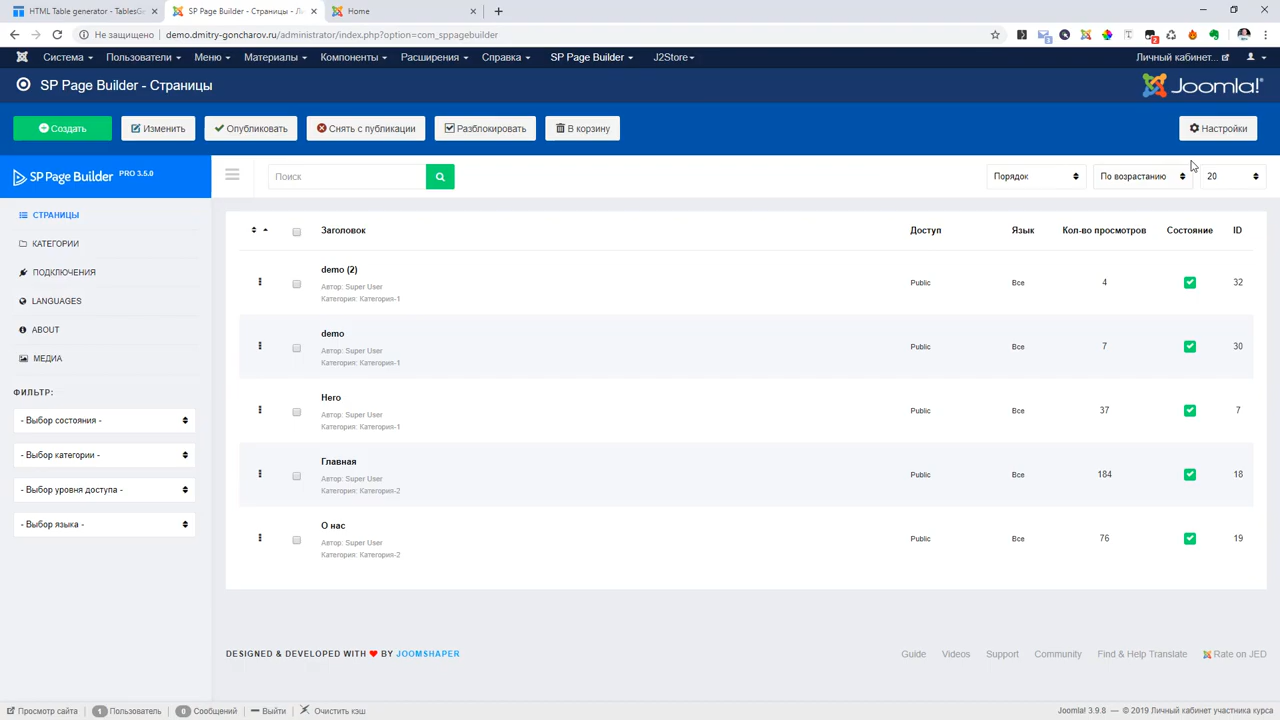 HTML Table generator - TablesGe
SP Page Builder - Страницы - Л
Home
Не защищено
demo.dmitry-goncharov.ru/administrator/index.php?option=com_sppagebuilder
Система
Пользователи
Меню
Материалы
Компоненты
Расширения
Справка
SP Page Builder
J2Store
Личный кабинет...
SP Page Builder - Страницы
Joomla!
Создать
Изменить
Опубликовать
Снять с публикации
Разблокировать
В корзину
Настройки
SP Page Builder PRO 3.5.0
Поиск
Порядок
По возрастанию
20
СТРАНИЦЫ
КАТЕГОРИИ
ПОДКЛЮЧЕНИЯ
LANGUAGES
ABOUT
МЕДИА
ФИЛЬТР:
- Выбор состояния -
- Выбор категории -
- Выбор уровня доступа -
- Выбор языка -
Заголовок Доступ Язык Кол-во просмотров Состояние ID
demo (2)
Автор: Super User
Категория: Категория-1
Public Все 4 32
demo
Автор: Super User
Категория: Категория-1
Public Все 7 30
Hero
Автор: Super User
Категория: Категория-1
Public Все 37 7
Главная
Автор: Super User
Категория: Категория-2
Public Все 184 18
О нас
Автор: Super User
Категория: Категория-2
Public Все 76 19
DESIGNED & DEVELOPED WITH ❤ BY JOOMSHAPER
Guide Videos Support Community Find & Help Translate Rate on JED
Просмотр сайта 1 Пользователь 0 Сообщений Выйти Очистить кэш
Joomla! 3.9.8 — © 2019 Личный кабинет участника курса